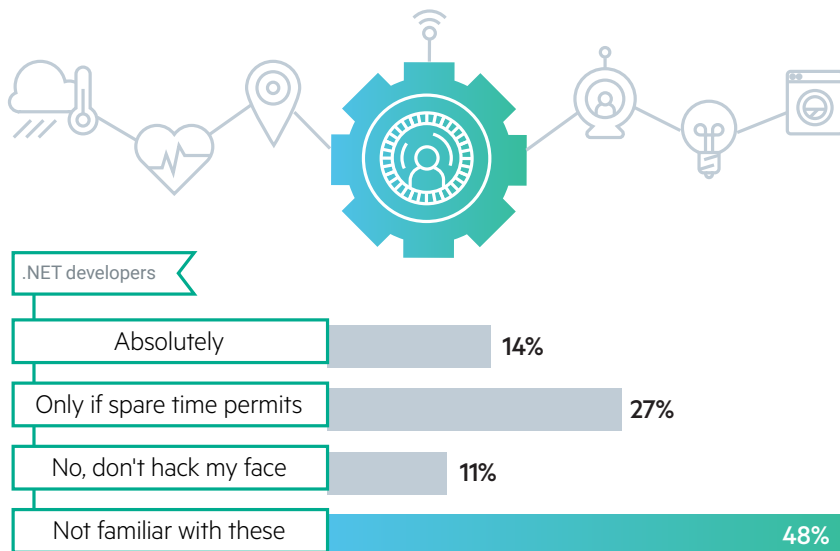 .NET developers
Absolutely
14%
Only if spare time permits
27%
No, don't hack my face
11%
Not familiar with these
48%